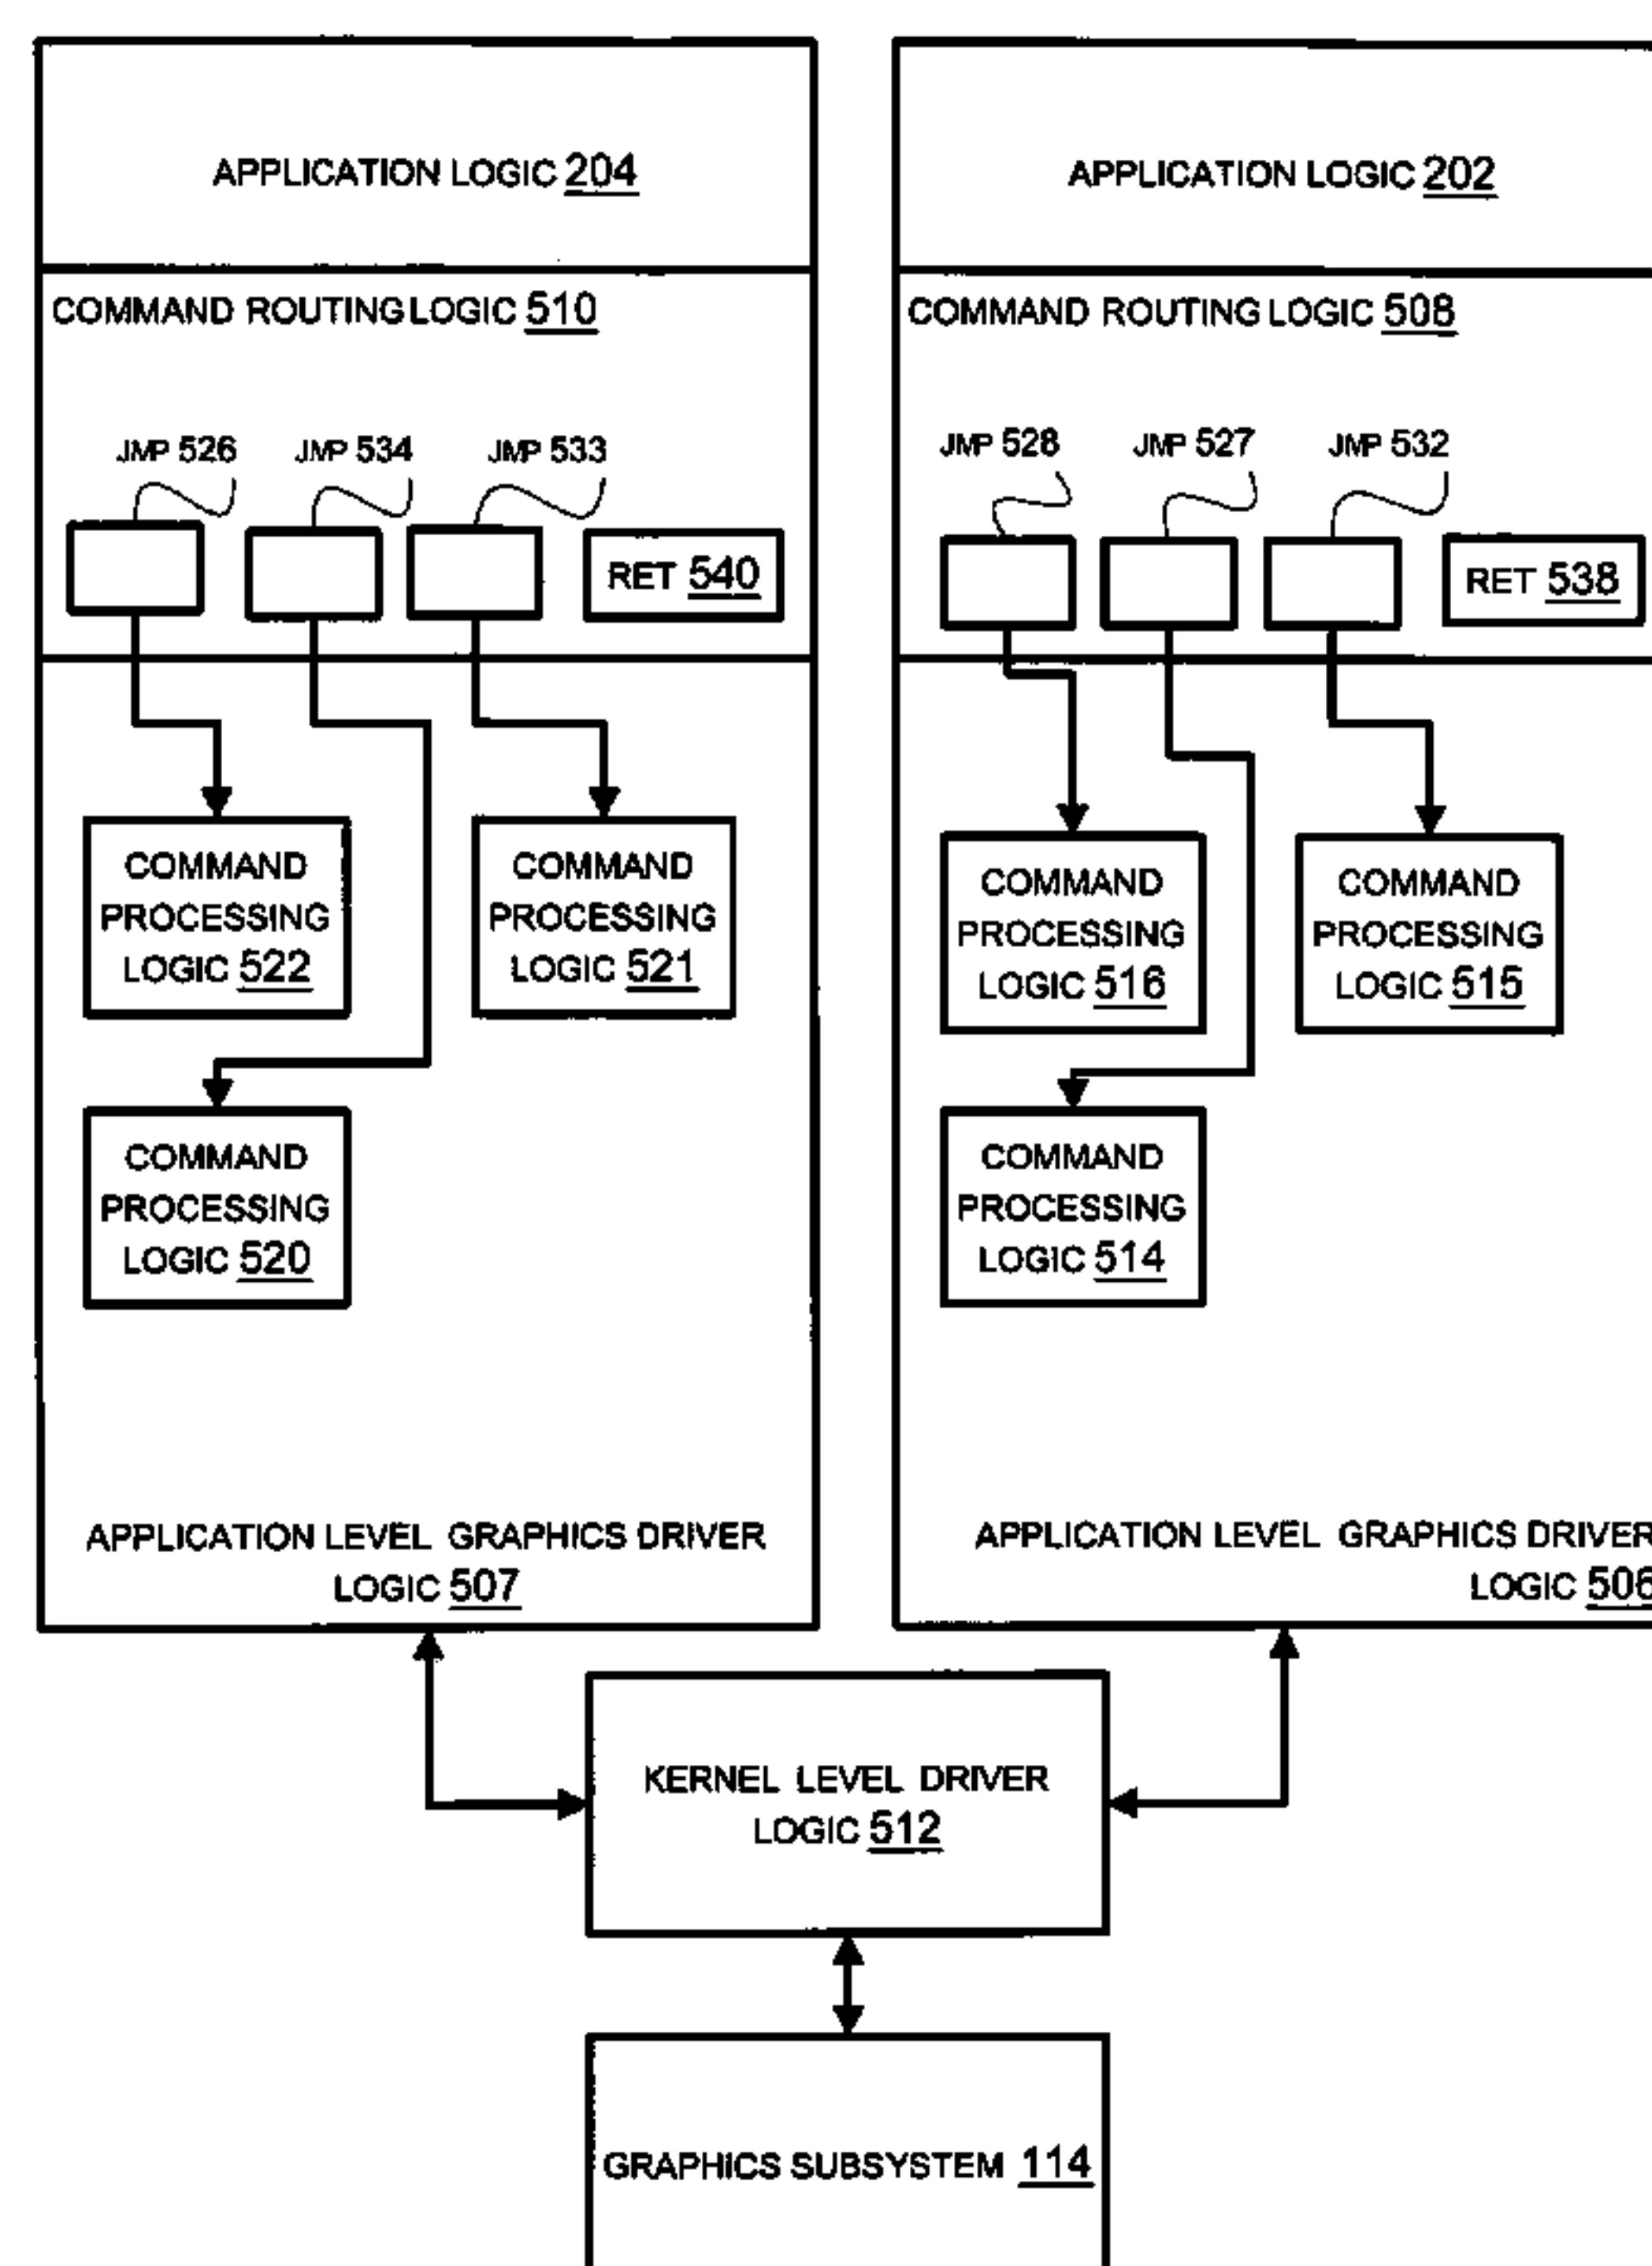 APPLICATION LOGIC 204
COMMAND ROUTING LOGIC 510
JMP 526 JMP 534 JMP 533
RET 540
COMMAND
PROCESSING
LOGIC 522
COMMAND
PROCESSING
LOGIC 521
COMMAND
PROCESSING
LOGIC 520
APPLICATION LEVEL GRAPHICS DRIVER
LOGIC 507
APPLICATION LOGIC 202
COMMAND ROUTING LOGIC 508
JMP 528 JMP 527 JMP 532
RET 538
COMMAND
PROCESSING
LOGIC 516
COMMAND
PROCESSING
LOGIC 515
COMMAND
PROCESSING
LOGIC 514
APPLICATION LEVEL GRAPHICS DRIVER
LOGIC 506
KERNEL LEVEL DRIVER
LOGIC 512
GRAPHICS SUBSYSTEM 114